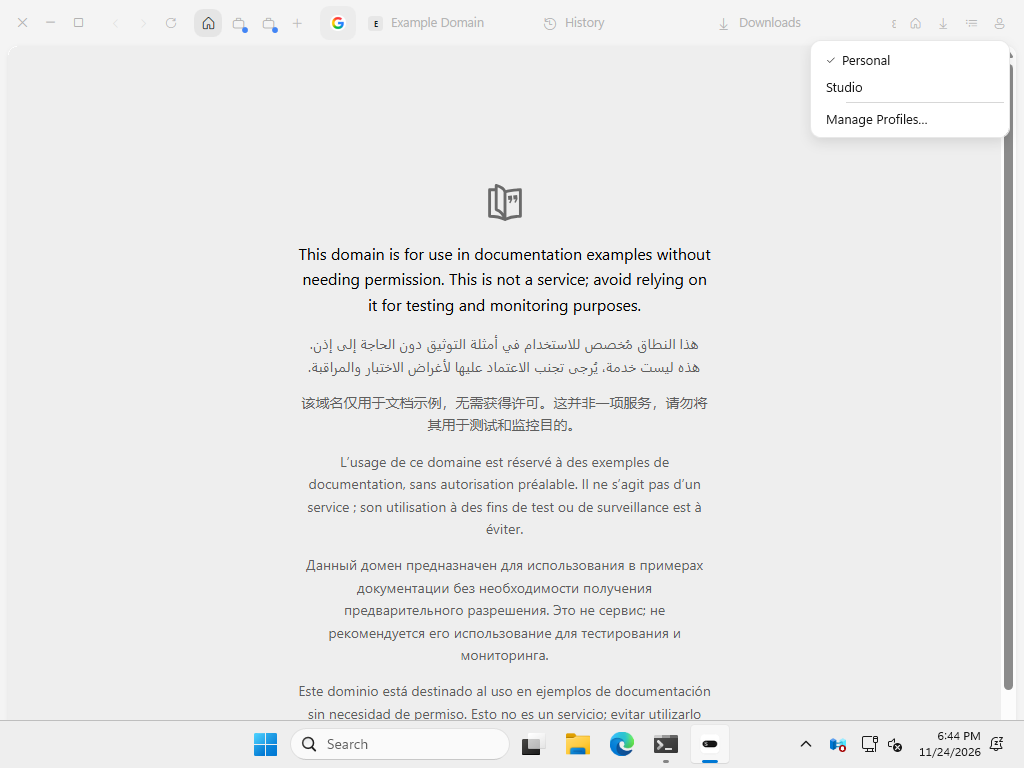 E Example Domain History Downloads
Personal
Studio
Manage Profiles...
This domain is for use in documentation examples without
needing permission. This is not a service; avoid relying on
it for testing and monitoring purposes.
هذا النطاق مُخصص للاستخدام في أمثلة التوثيق دون الحاجة إلى إذن.
هذه ليست خدمة، يُرجى تجنب الاعتماد عليها لأغراض الاختبار والمراقبة.
该域名仅用于文档示例，无需获得许可。这并非一项服务，请勿将
其用于测试和监控目的。
L’usage de ce domaine est réservé à des exemples de
documentation, sans autorisation préalable. Il ne s’agit pas d’un
service ; son utilisation à des fins de test ou de surveillance est à
éviter.
Данный домен предназначен для использования в примерах
документации без необходимости получения
предварительного разрешения. Это не сервис; не
рекомендуется его использование для тестирования и
мониторинга.
Este dominio está destinado al uso en ejemplos de documentación
sin necesidad de permiso. Esto no es un servicio; evitar utilizarlo
Search
6:44 PM
11/24/2026